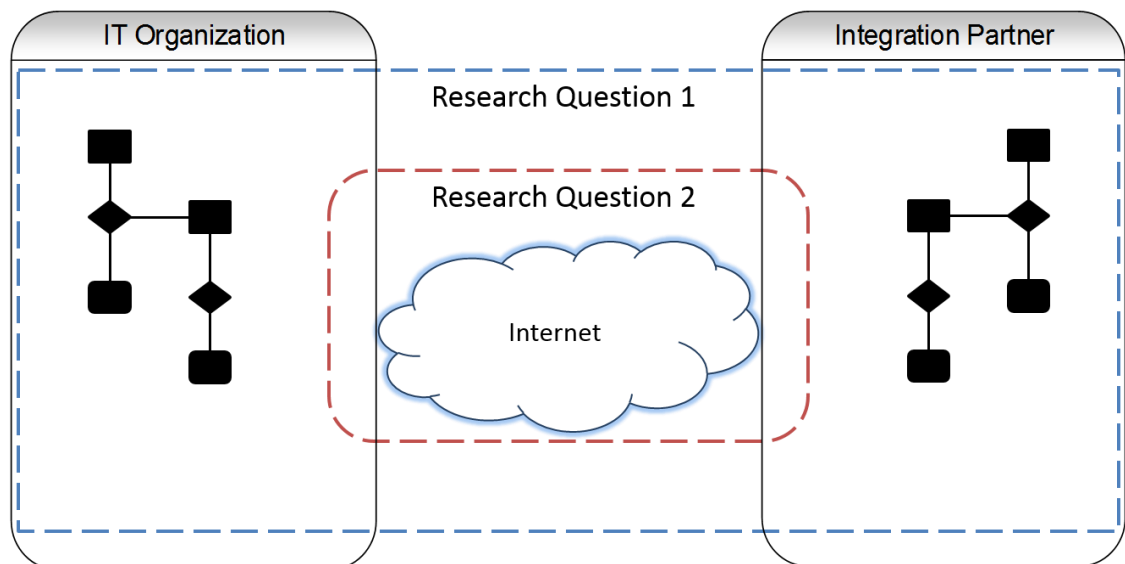 IT Organization
Integration Partner
Research Question 1
Research Question 2
Internet